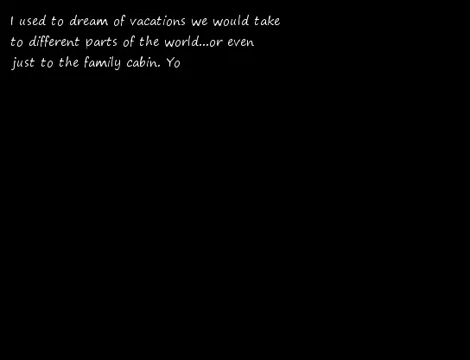 I used to dream of vacations we would take
to different parts of the world...or even
just to the family cabin. Yo